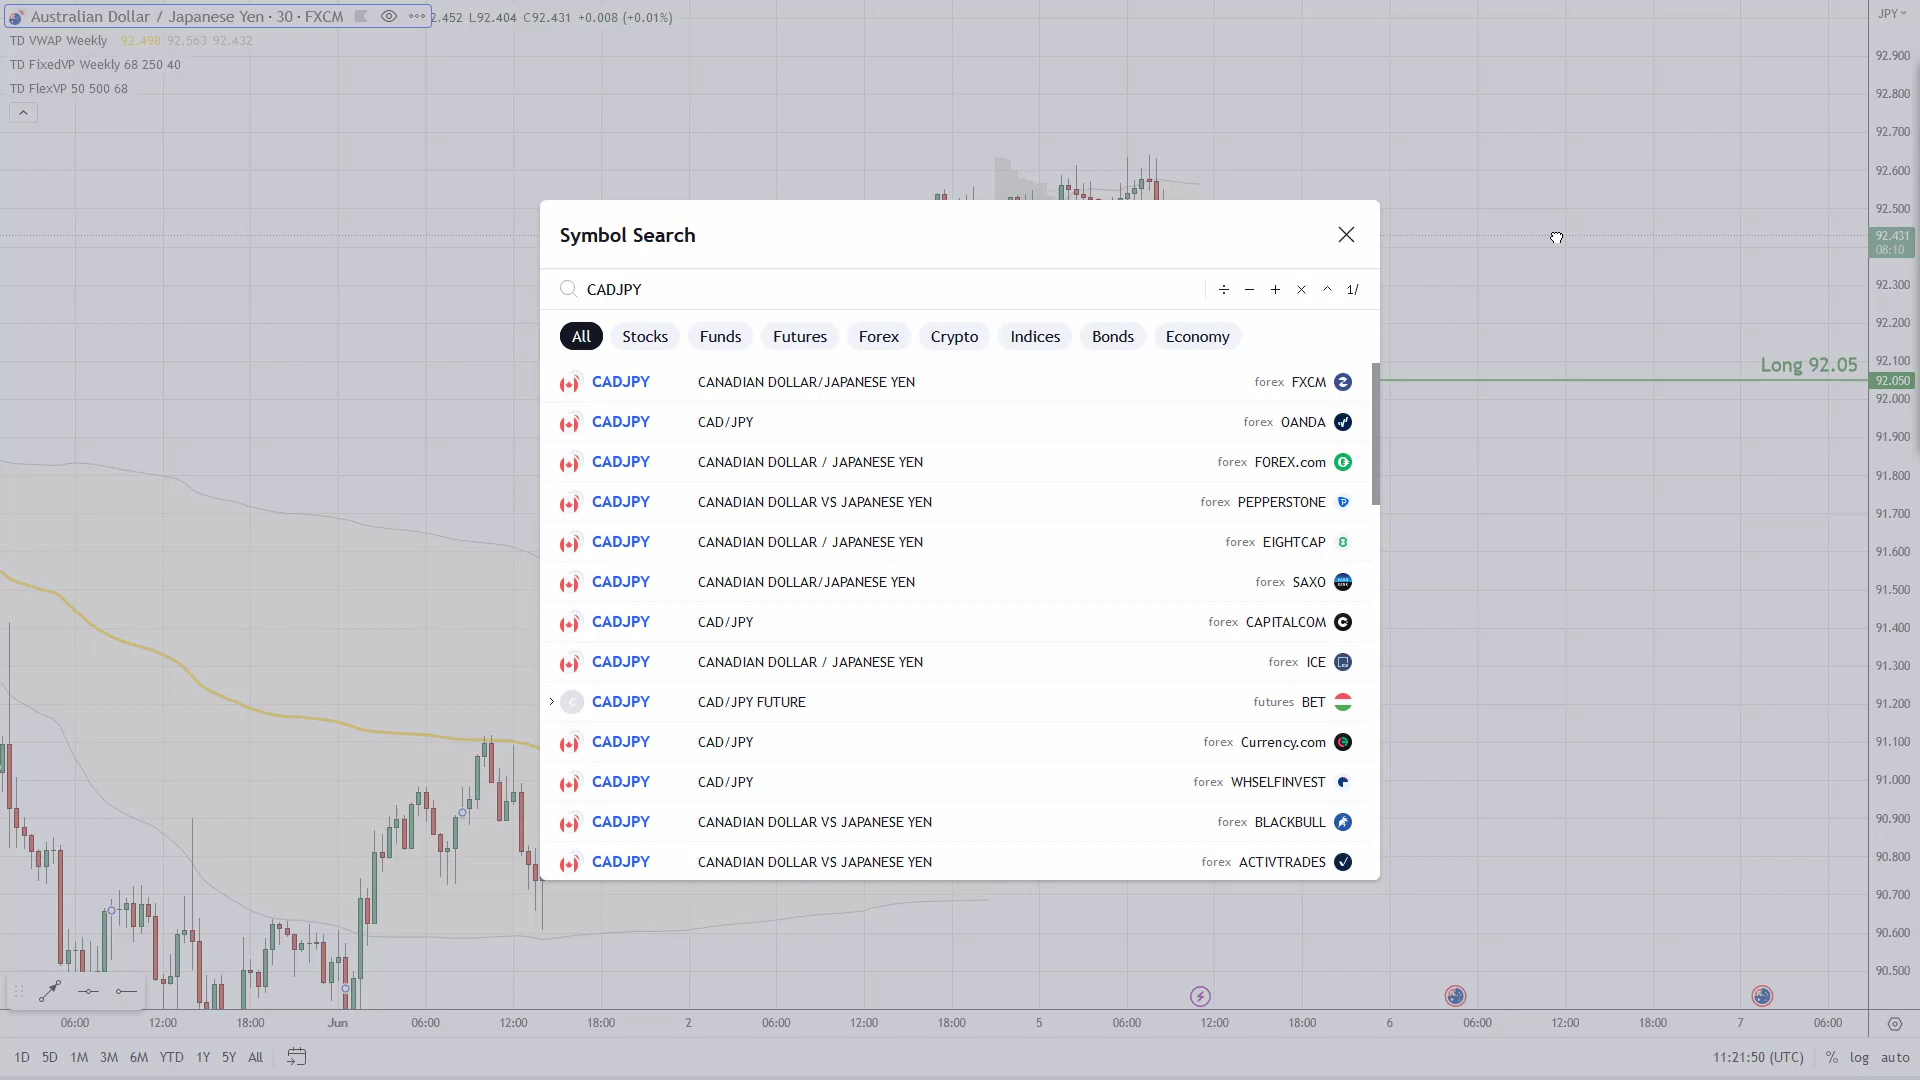 Australian Dollar / Japanese Yen · 30 · FXCM 2.452 L92.404 C92.431 +0.008 (+0.01%)
JPY
TD VWAP Weekly 92.498 92.563 92.432
TD FixedVP Weekly 68 250 40
TD FlexVP 50 500 68
92.900
92.800
92.700
92.600
92.500
92.431
08:10
92.300
92.200
92.100
Long 92.05
92.050
92.000
91.900
91.800
91.700
91.600
91.500
91.400
91.300
91.200
91.100
91.000
90.900
90.800
90.700
90.600
90.500
Symbol Search
CADJPY ÷ − + × ^ 1/
All Stocks Funds Futures Forex Crypto Indices Bonds Economy
CADJPY CANADIAN DOLLAR/JAPANESE YEN forex FXCM
CADJPY CAD/JPY forex OANDA
CADJPY CANADIAN DOLLAR / JAPANESE YEN forex FOREX.com
CADJPY CANADIAN DOLLAR VS JAPANESE YEN forex PEPPERSTONE
CADJPY CANADIAN DOLLAR / JAPANESE YEN forex EIGHTCAP
CADJPY CANADIAN DOLLAR/JAPANESE YEN forex SAXO
CADJPY CAD/JPY forex CAPITALCOM
CADJPY CANADIAN DOLLAR / JAPANESE YEN forex ICE
C CADJPY CAD/JPY FUTURE futures BET
CADJPY CAD/JPY forex Currency.com
CADJPY CAD/JPY forex WHSELFINVEST
CADJPY CANADIAN DOLLAR VS JAPANESE YEN forex BLACKBULL
CADJPY CANADIAN DOLLAR VS JAPANESE YEN forex ACTIVTRADES
06:00 12:00 18:00 Jun 06:00 12:00 18:00 2 06:00 12:00 18:00 5 06:00 12:00 18:00 6 06:00 12:00 18:00 7 06:00
1D 5D 1M 3M 6M YTD 1Y 5Y All 11:21:50 (UTC) % log auto